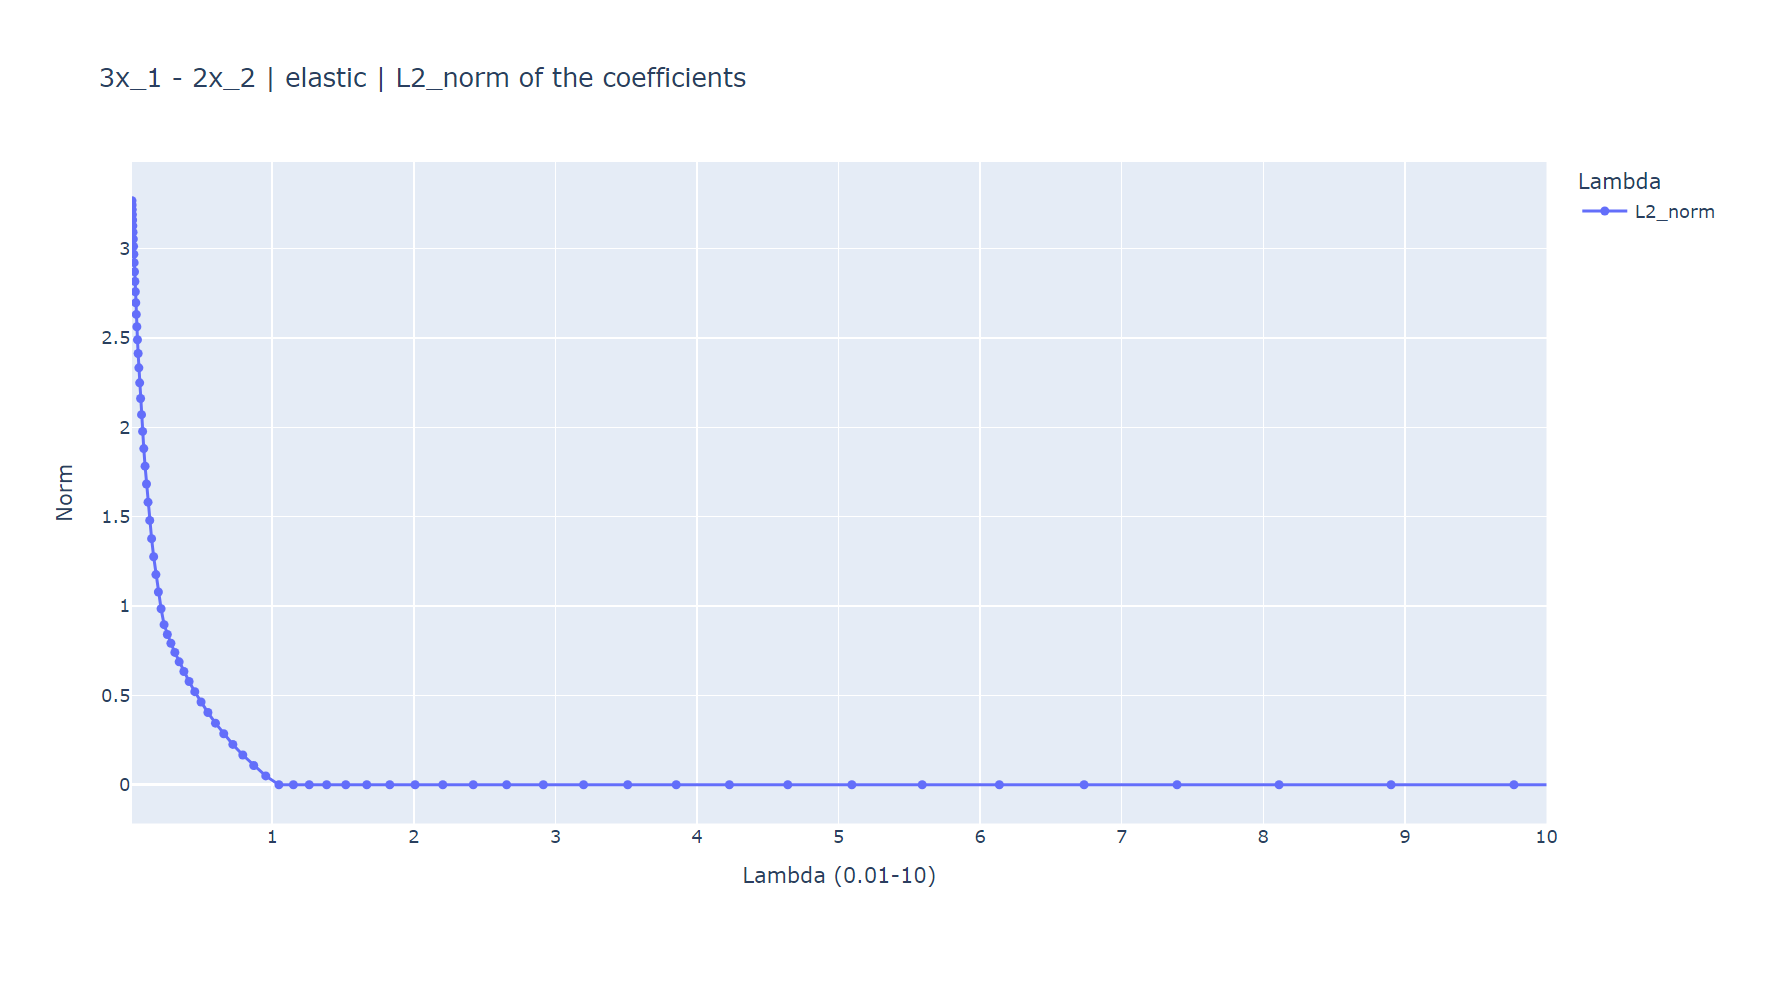 3x_1 - 2x_2 | elastic | L2_norm of the coefficients
Lambda
L2_norm
3
2.5
2
1.5
1
0.5
0
Norm
1 2 3 4 5 6 7 8 9 10
Lambda (0.01-10)